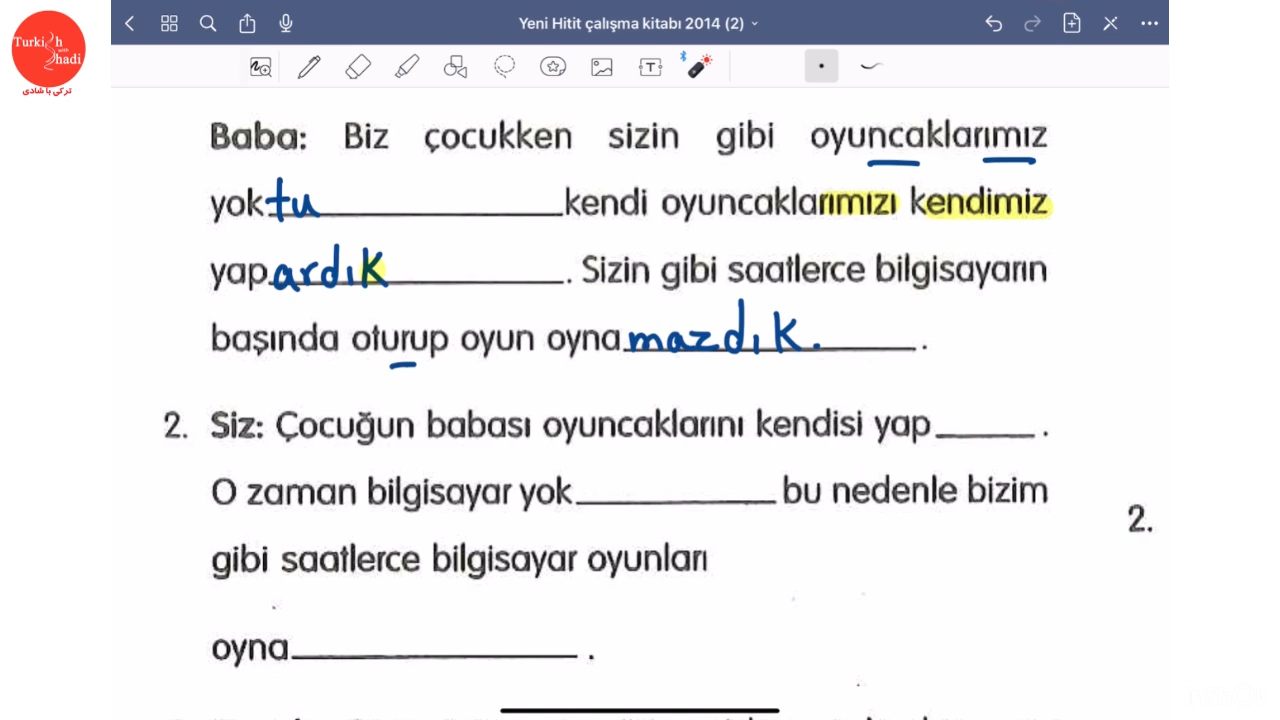 Yeni Hitit çalışma kitabı 2014 (2)
Turkish
with
Shadi
ترکی با شادی
T
Baba: Biz çocukken sizin gibi oyuncaklarımız
yoktu kendi oyuncaklarımızı kendimiz
yapardık. Sizin gibi saatlerce bilgisayarın
başında oturup oyun oynamazdık. .
2. Siz: Çocuğun babası oyuncaklarını kendisi yap______.
O zaman bilgisayar yok__________ bu nedenle bizim
2.
gibi saatlerce bilgisayar oyunları
oyna______________.